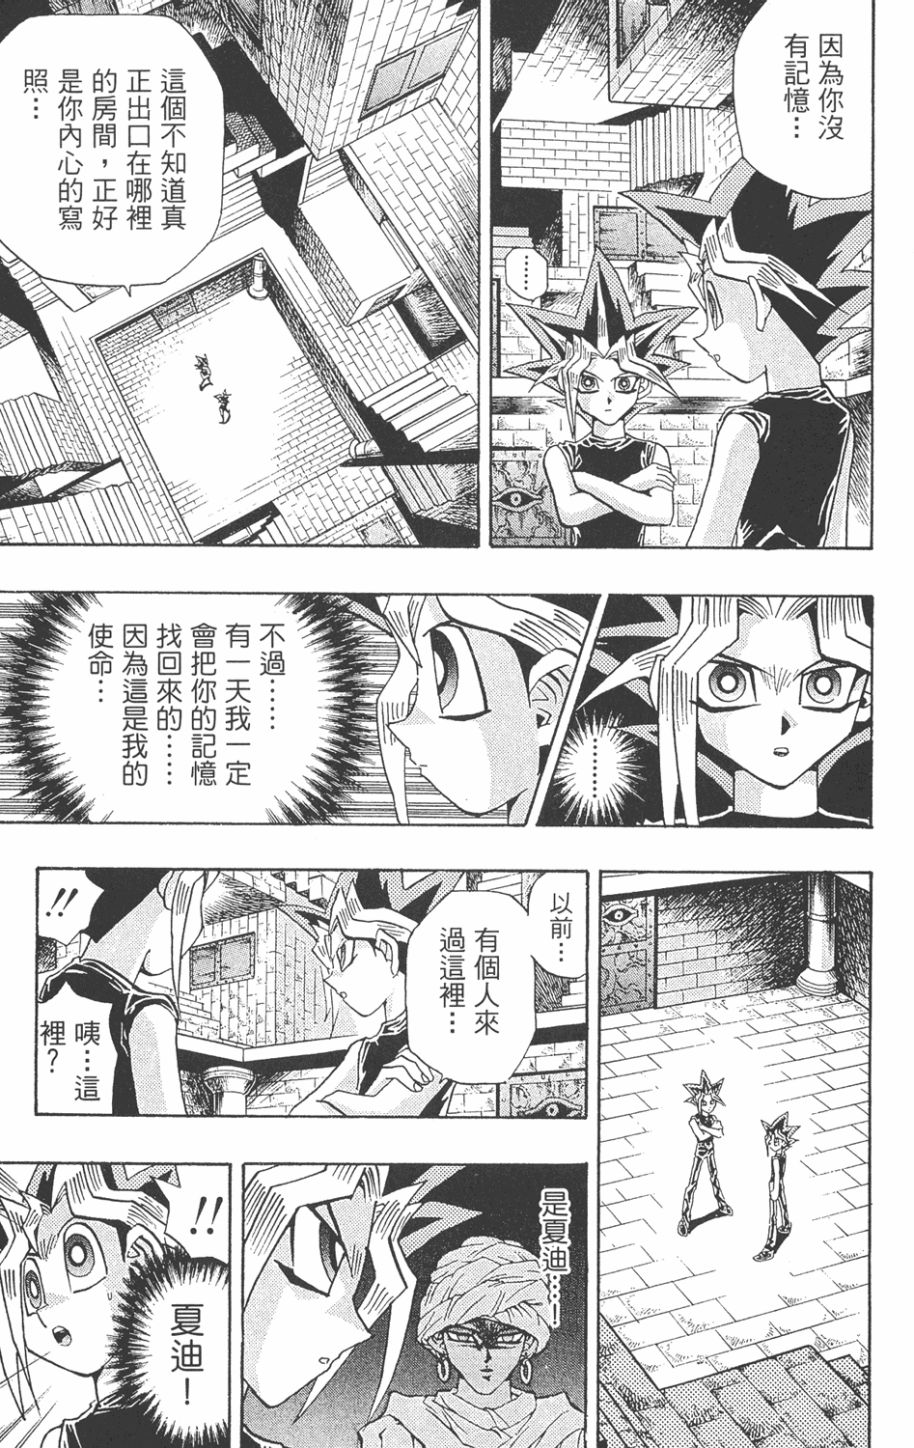 因為你沒
有記憶…
………
這個不知道真
正出口在哪裡
的房間，正好
是你內心的寫
照…
………
不過……
有一天我一定
會把你的記憶
找回來的……
因為這是我的
使命…
以前…
有個人來
過這裡…
!!
咦…這
裡？
是夏迪…！
!!
夏迪！